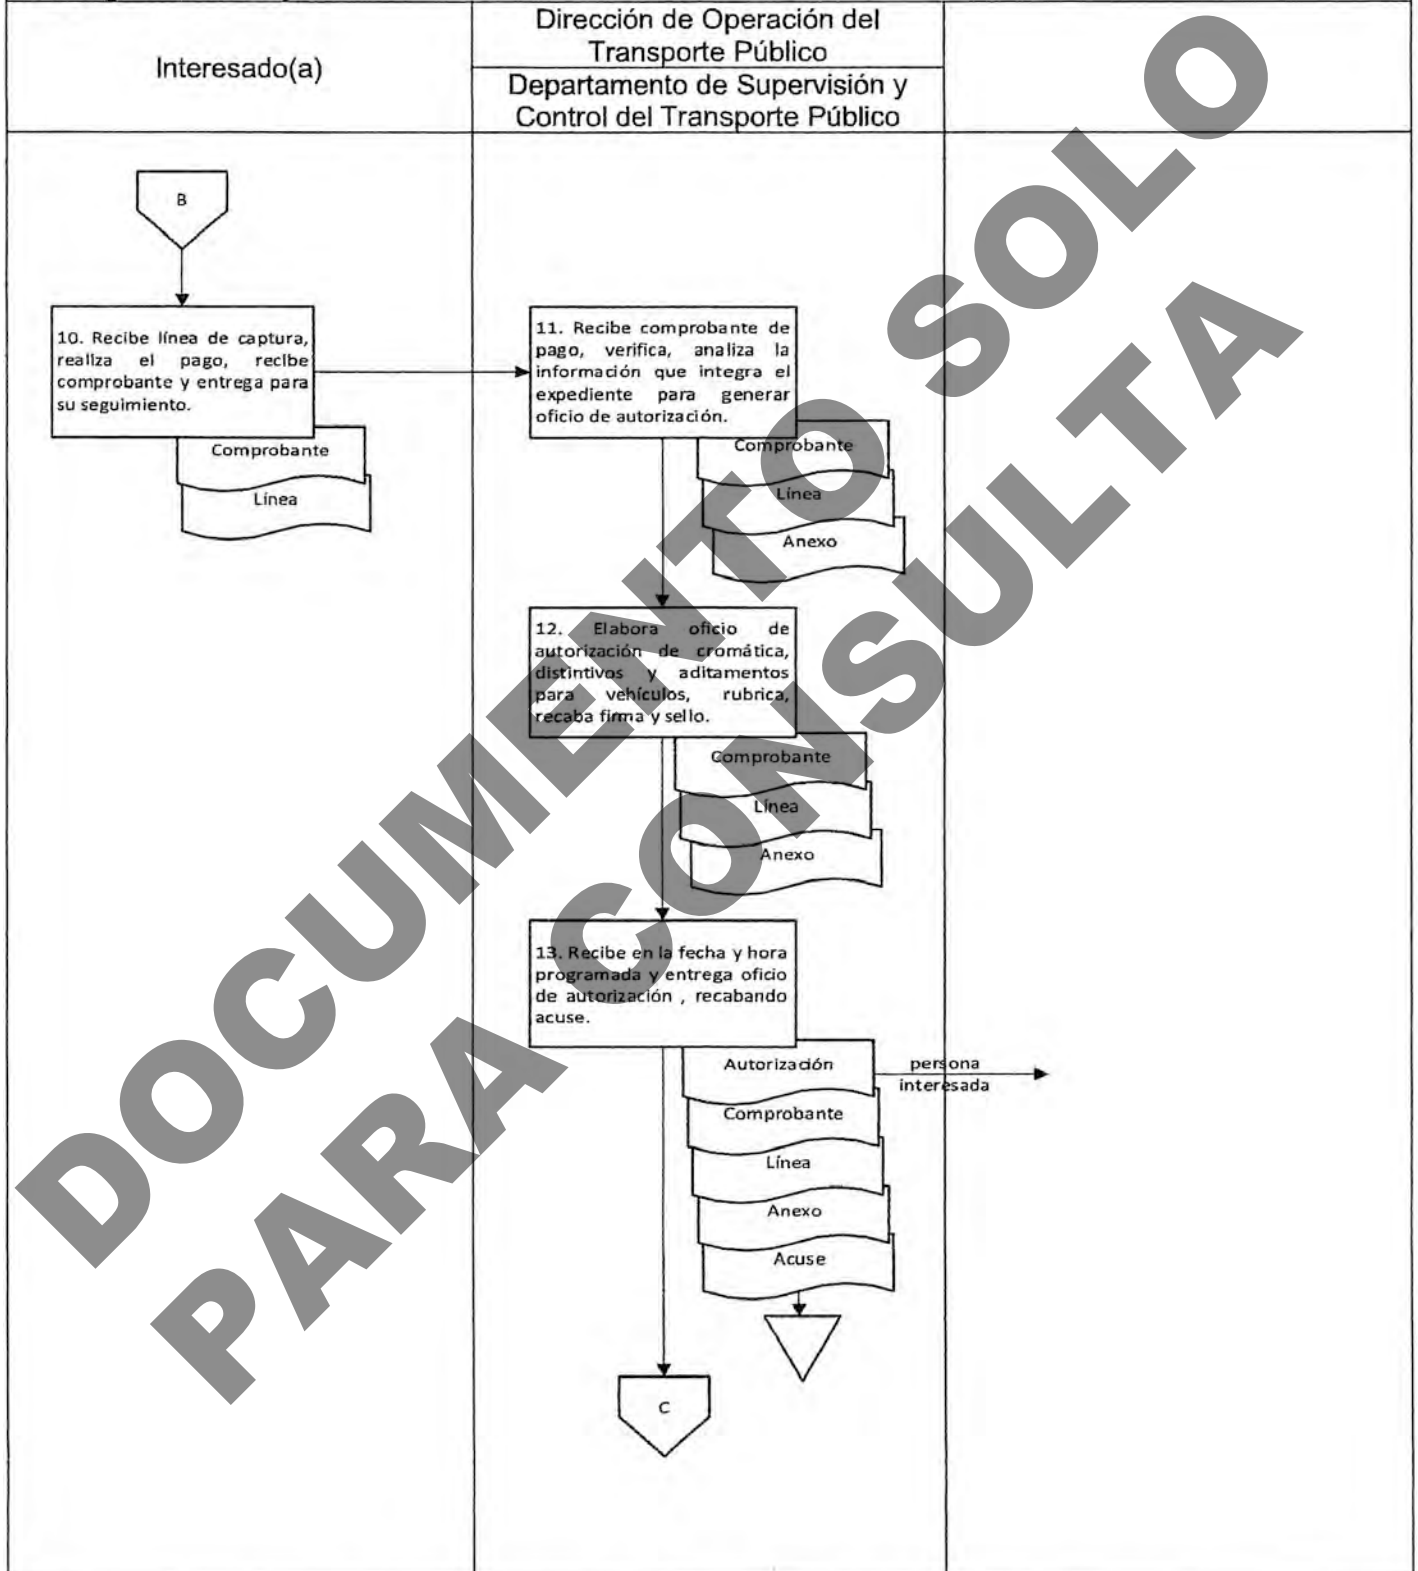 Interesado(a)
Dirección de Operación del
Transporte Público
Departamento de Supervisión y
Control del Transporte Público
B
10. Recibe línea de captura,
realiza el pago, recibe
comprobante y entrega para
su seguimiento.
Comprobante
Línea
11. Recibe comprobante de
pago, verifica, analiza la
información que integra el
expediente para generar
oficio de autorización.
Comprobante
Línea
Anexo
12. Elabora oficio de
autorización de cromática,
distintivos y aditamentos
para vehículos, rubrica,
recaba firma y sello.
Comprobante
Línea
Anexo
13. Recibe en la fecha y hora
programada y entrega oficio
de autorización , recabando
acuse.
Autorización
persona
interesada
Comprobante
Línea
Anexo
Acuse
C
DOCUMENTO SOLO
PARA CONSULTA